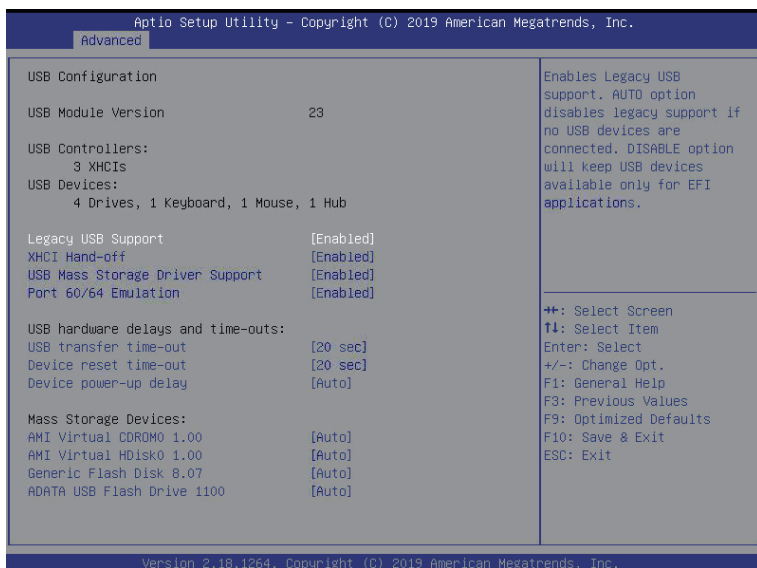 Aptio Setup Utility – Copyright (C) 2019 American Megatrends, Inc.
Advanced
USB Configuration
USB Module Version 23
USB Controllers:
3 XHCIs
USB Devices:
4 Drives, 1 Keyboard, 1 Mouse, 1 Hub
Legacy USB Support [Enabled]
XHCI Hand-off [Enabled]
USB Mass Storage Driver Support [Enabled]
Port 60/64 Emulation [Enabled]
USB hardware delays and time-outs:
USB transfer time-out [20 sec]
Device reset time-out [20 sec]
Device power-up delay [Auto]
Mass Storage Devices:
AMI Virtual CDROM0 1.00 [Auto]
AMI Virtual HDisk0 1.00 [Auto]
Generic Flash Disk 8.07 [Auto]
ADATA USB Flash Drive 1100 [Auto]
Enables Legacy USB
support. AUTO option
disables legacy support if
no USB devices are
connected. DISABLE option
will keep USB devices
available only for EFI
applications.
→←: Select Screen
↑↓: Select Item
Enter: Select
+/-: Change Opt.
F1: General Help
F3: Previous Values
F9: Optimized Defaults
F10: Save & Exit
ESC: Exit
Version 2.18.1264. Copyright (C) 2019 American Megatrends, Inc.